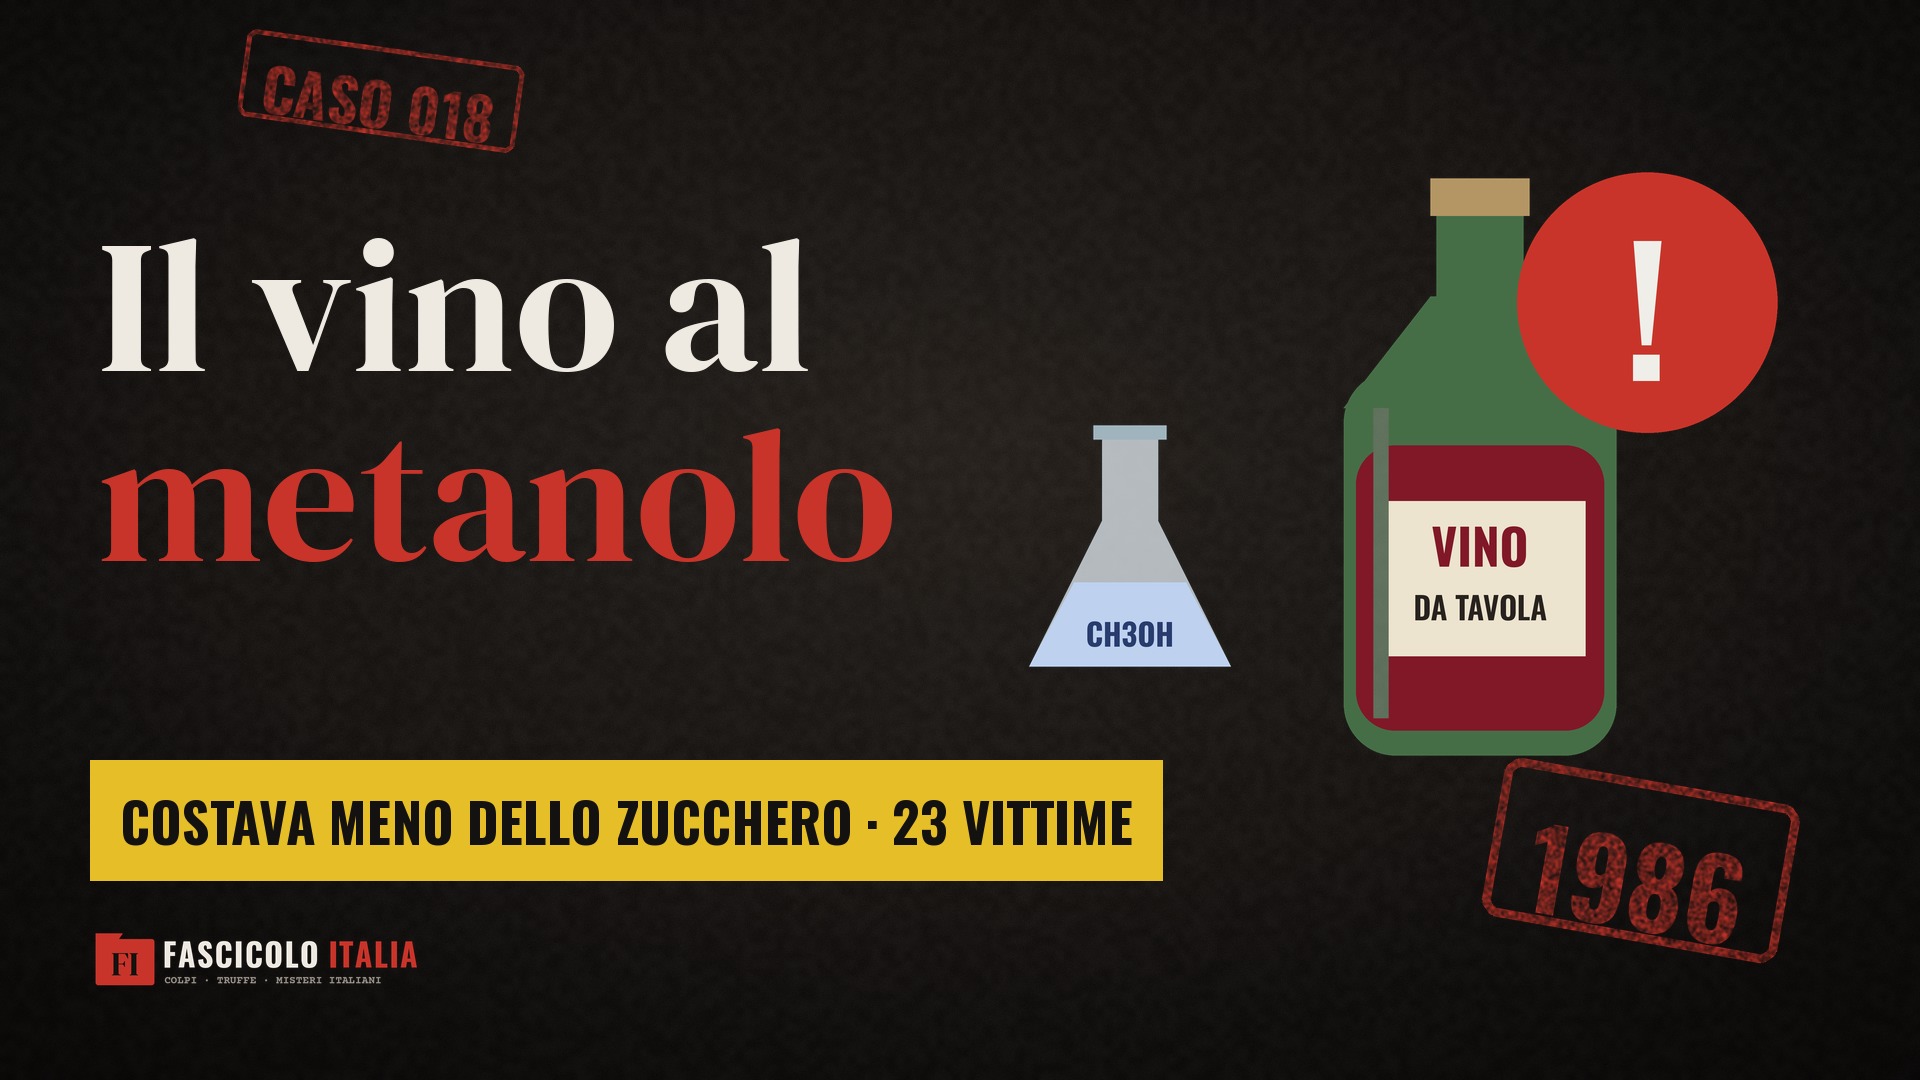 CASO 018
Il vino al
metanolo
!
CH3OH
VINO
DA TAVOLA
COSTAVA MENO DELLO ZUCCHERO · 23 VITTIME
1986
FI
FASCICOLO ITALIA
COLPI · TRUFFE · MISTERI ITALIANI